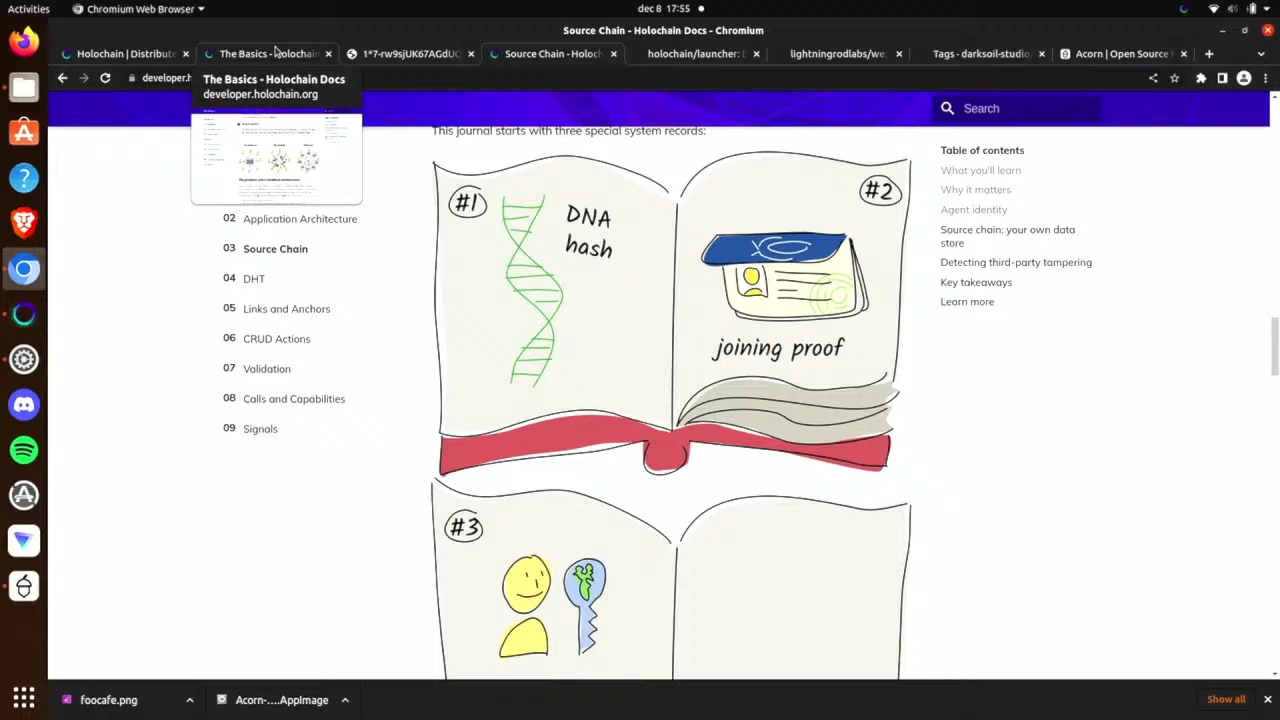 Activities
Chromium Web Browser
dec 8 17:55
Source Chain - Holochain Docs - Chromium
Holochain | Distribut
The Basics - Holochain
1*7-rw9sjUK67AGdU
Source Chain - Holoch
holochain/launcher:
lightningrodlabs/we
Tags - darksoil-studio
Acorn | Open Source
developer.h
The Basics - Holochain Docs
developer.holochain.org
Search
This journal starts with three special system records:
02 Application Architecture
03 Source Chain
04 DHT
05 Links and Anchors
06 CRUD Actions
07 Validation
08 Calls and Capabilities
09 Signals
#1
DNA
hash
#2
joining proof
#3
Table of contents
What you'll learn
Why it matters
Agent identity
Source chain: your own data
store
Detecting third-party tampering
Key takeaways
Learn more
foocafe.png
Acorn-....AppImage
Show all